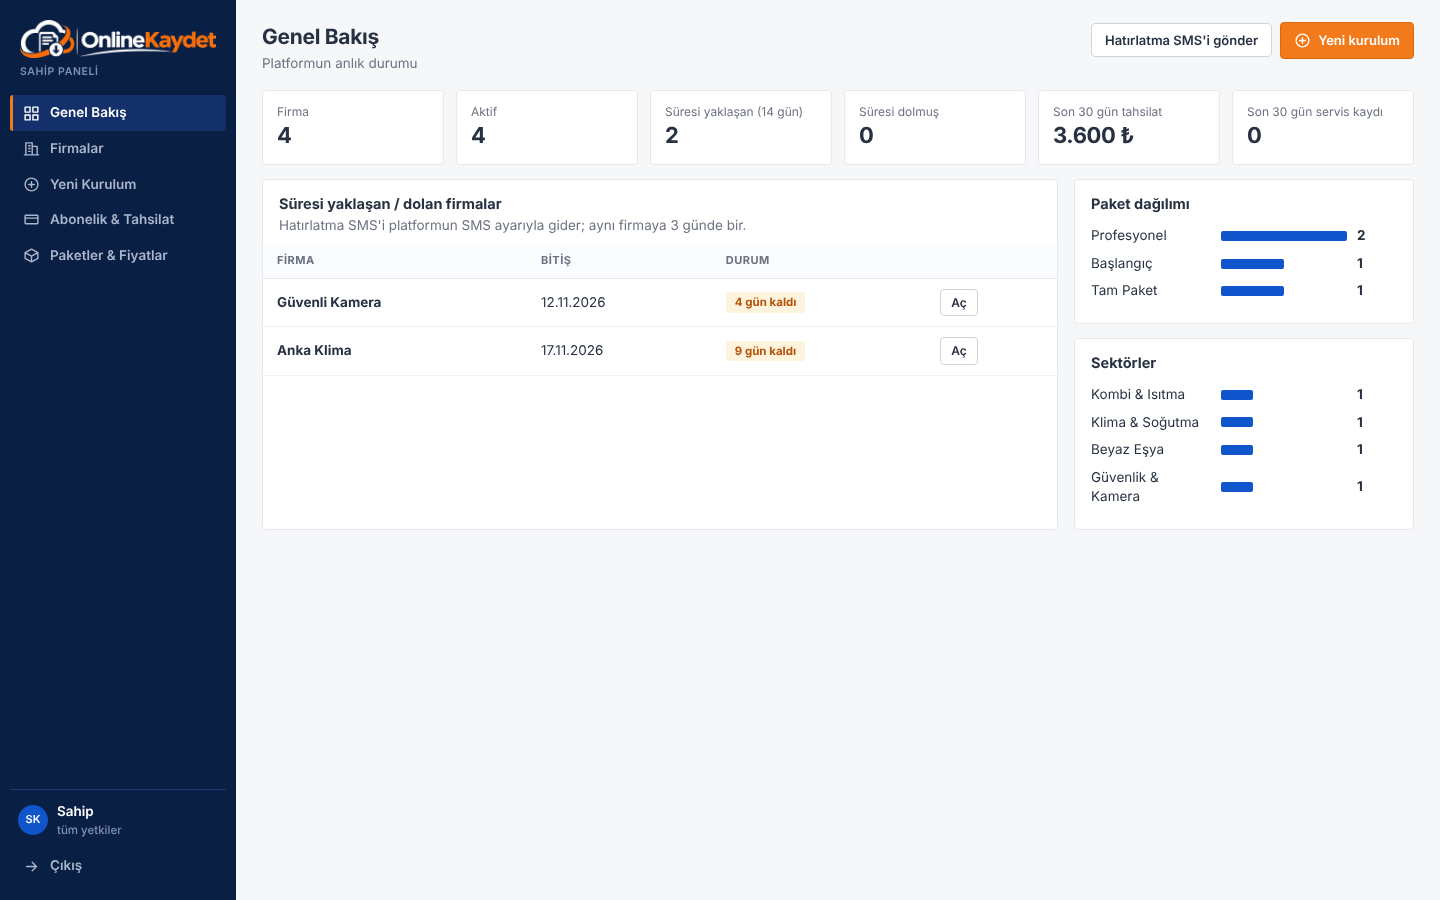 OnlineKaydet
SAHİP PANELİ
Genel Bakış
Firmalar
Yeni Kurulum
Abonelik & Tahsilat
Paketler & Fiyatlar
SK
Sahip
tüm yetkiler
Çıkış
Genel Bakış
Platformun anlık durumu
Hatırlatma SMS'i gönder
Yeni kurulum
Firma
4
Aktif
4
Süresi yaklaşan (14 gün)
2
Süresi dolmuş
0
Son 30 gün tahsilat
3.600 ₺
Son 30 gün servis kaydı
0
Süresi yaklaşan / dolan firmalar
Hatırlatma SMS'i platformun SMS ayarıyla gider; aynı firmaya 3 günde bir.
FİRMA BİTİŞ DURUM
Güvenli Kamera 12.11.2026 4 gün kaldı Aç
Anka Klima 17.11.2026 9 gün kaldı Aç
Paket dağılımı
Profesyonel 2
Başlangıç 1
Tam Paket 1
Sektörler
Kombi & Isıtma 1
Klima & Soğutma 1
Beyaz Eşya 1
Güvenlik &
Kamera 1